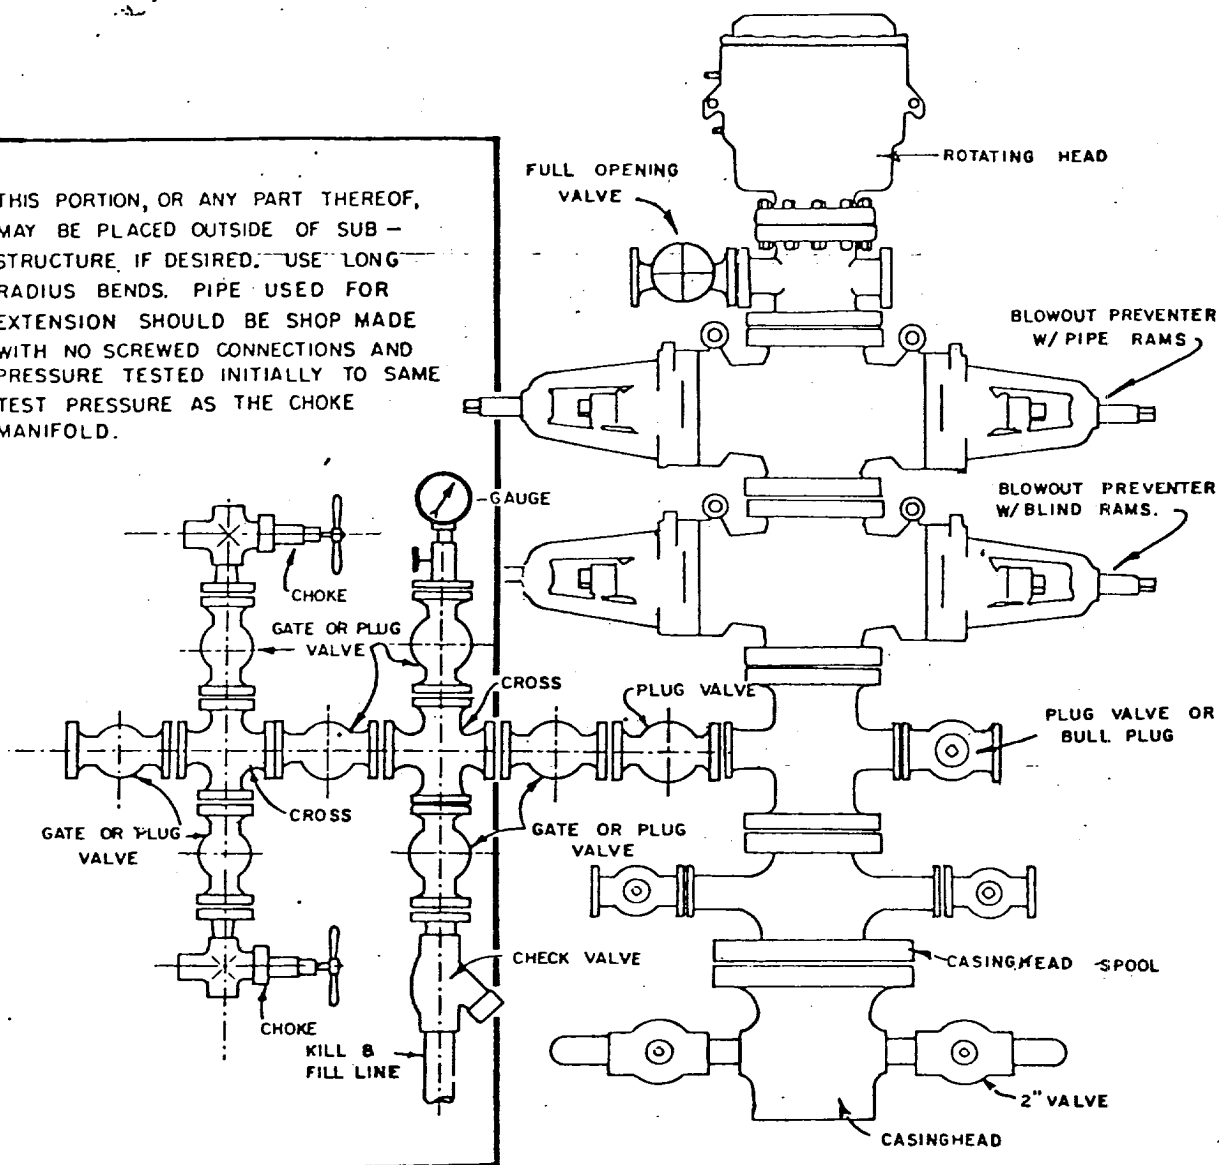 THIS PORTION, OR ANY PART THEREOF,
MAY BE PLACED OUTSIDE OF SUB-
STRUCTURE IF DESIRED. USE LONG
RADIUS BENDS. PIPE USED FOR
EXTENSION SHOULD BE SHOP MADE
WITH NO SCREWED CONNECTIONS AND
PRESSURE TESTED INITIALLY TO SAME
TEST PRESSURE AS THE CHOKE
MANIFOLD.
FULL OPENING
VALVE
ROTATING HEAD
BLOWOUT PREVENTER
W/ PIPE RAMS
BLOWOUT PREVENTER
W/BLIND RAMS.
GAUGE
CHOKE
GATE OR PLUG
VALVE
CROSS
PLUG VALVE
PLUG VALVE OR
BULL PLUG
CROSS
GATE OR PLUG
VALVE
GATE OR PLUG
VALVE
CHECK VALVE
CASINGHEAD SPOOL
CHOKE
KILL &
FILL LINE
2" VALVE
CASINGHEAD